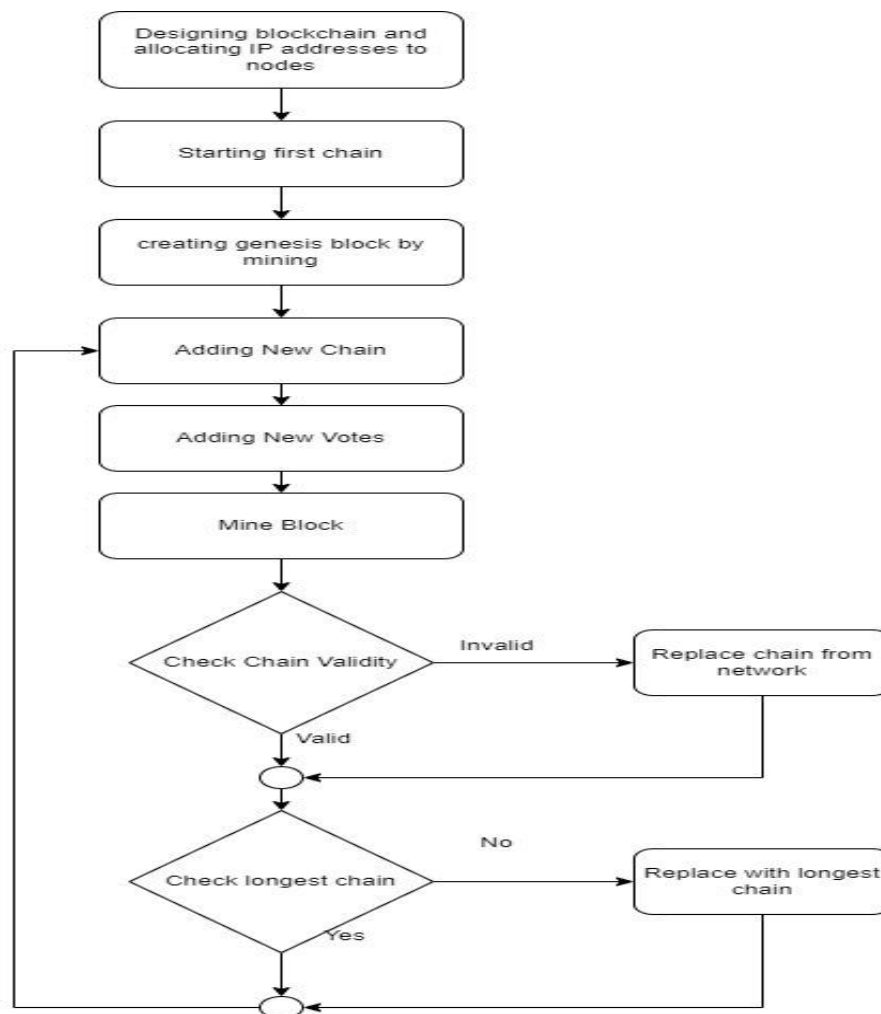 Designing blockchain and
allocating IP addresses to
nodes
Starting first chain
creating genesis block by
mining
Adding New Chain
Adding New Votes
Mine Block
Check Chain Validity
Invalid
Replace chain from
network
Valid
Check longest chain
No
Replace with longest
chain
Yes